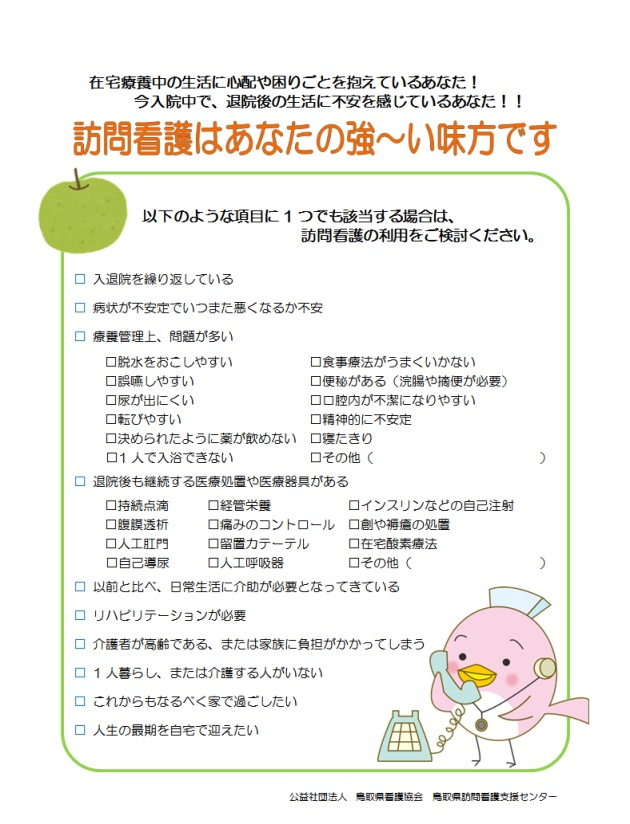 在宅療養中の生活に心配や困りごとを抱えているあなた！
今入院中で、退院後の生活に不安を感じているあなた！！
訪問看護はあなたの強～い味方です
以下のような項目に１つでも該当する場合は、
訪問看護の利用をご検討ください。
□ 入退院を繰り返している
□ 病状が不安定でいつまた悪くなるか不安
□ 療養管理上、問題が多い
□脱水をおこしやすい □食事療法がうまくいかない
□誤嚥しやすい □便秘がある（浣腸や摘便が必要）
□尿が出にくい □口腔内が不潔になりやすい
□転びやすい □精神的に不安定
□決められたように薬が飲めない □寝たきり
□１人で入浴できない □その他（ ）
□ 退院後も継続する医療処置や医療器具がある
□持続点滴 □経管栄養 □インスリンなどの自己注射
□腹膜透析 □痛みのコントロール □創や褥瘡の処置
□人工肛門 □留置カテーテル □在宅酸素療法
□自己導尿 □人工呼吸器 □その他（ ）
□ 以前と比べ、日常生活に介助が必要となってきている
□ リハビリテーションが必要
□ 介護者が高齢である、または家族に負担がかかってしまう
□ １人暮らし、または介護する人がいない
□ これからもなるべく家で過ごしたい
□ 人生の最期を自宅で迎えたい
公益社団法人 鳥取県看護協会 鳥取県訪問看護支援センター